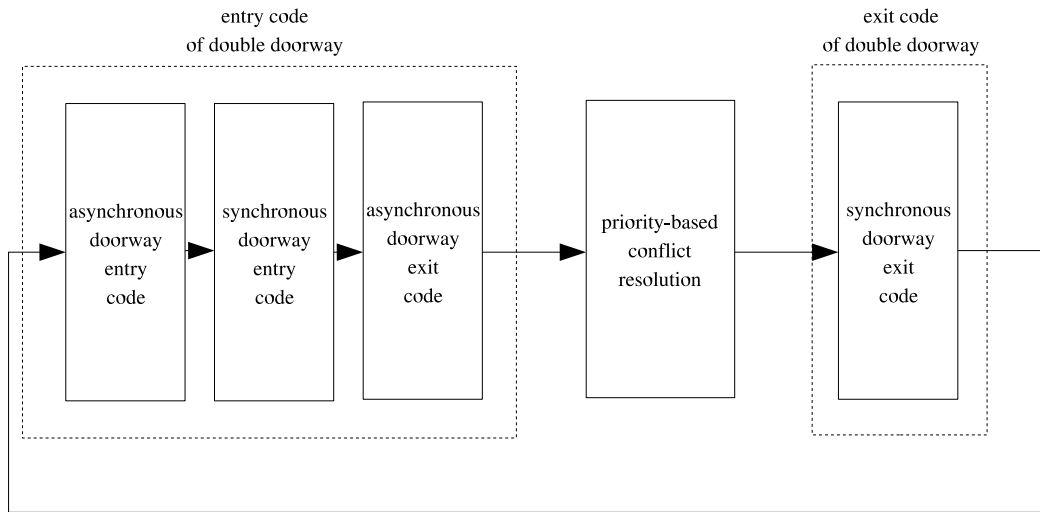 entry code
of double doorway
exit code
of double doorway
asynchronous
doorway
entry
code
synchronous
doorway
entry
code
asynchronous
doorway
exit
code
priority-based
conflict
resolution
synchronous
doorway
exit
code